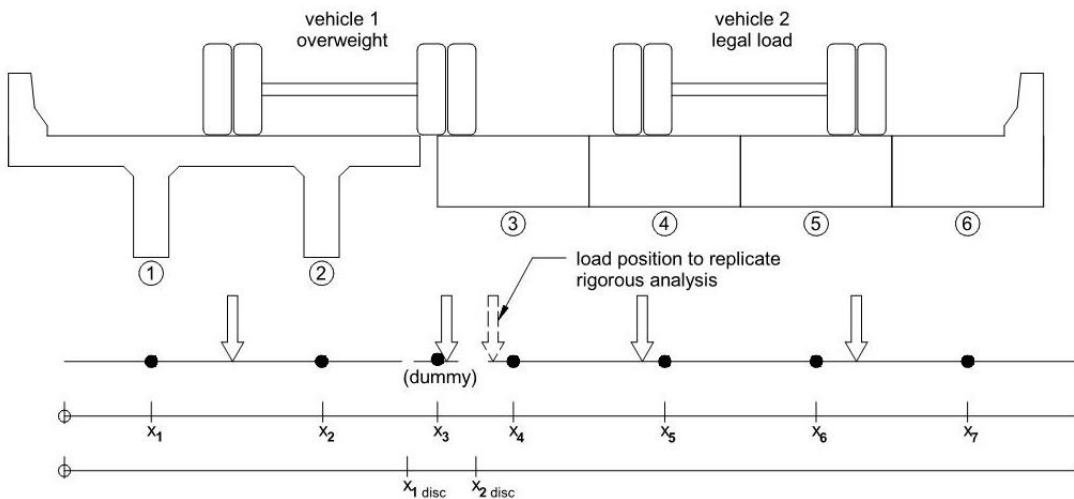 vehicle 1
overweight
vehicle 2
legal load
3 4 5 6
1 2
load position to replicate
rigorous analysis
(dummy)
x1 x2 x3 x4 x5 x6 x7
x1 disc x2 disc